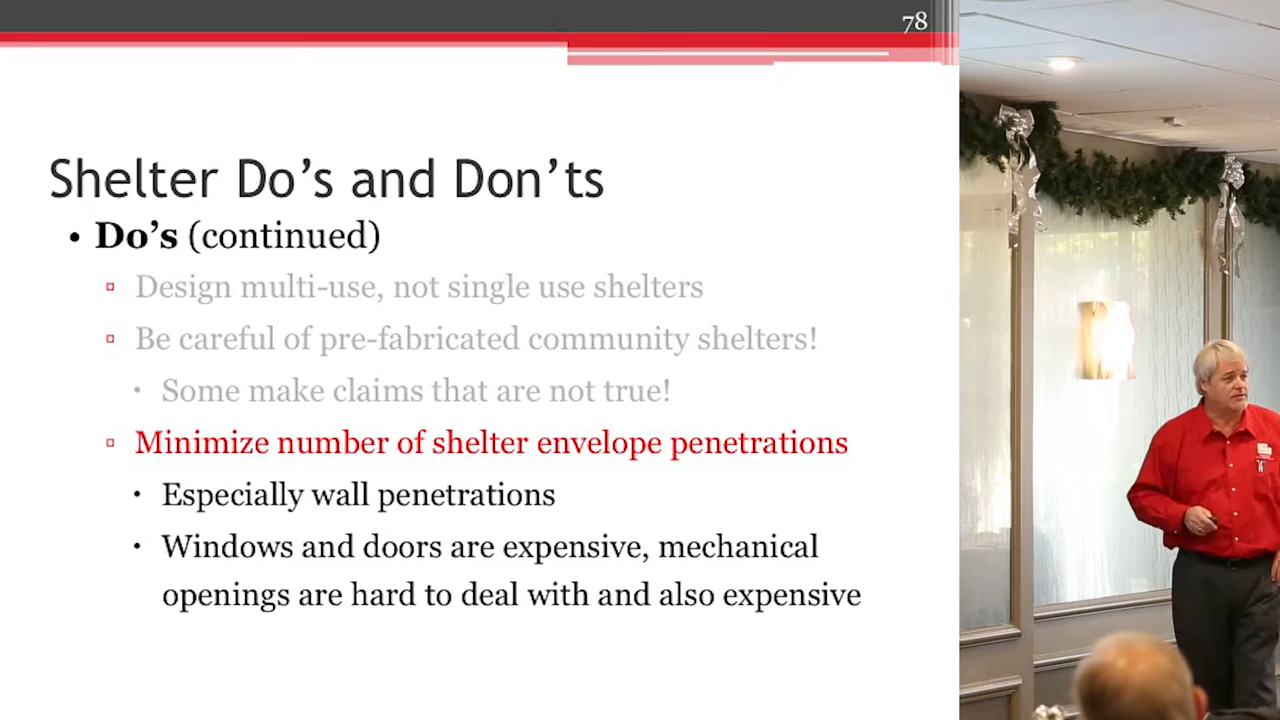 78
Shelter Do’s and Don’ts
• Do’s (continued)
▫ Design multi-use, not single use shelters
▫ Be careful of pre-fabricated community shelters!
· Some make claims that are not true!
▫ Minimize number of shelter envelope penetrations
· Especially wall penetrations
· Windows and doors are expensive, mechanical
openings are hard to deal with and also expensive